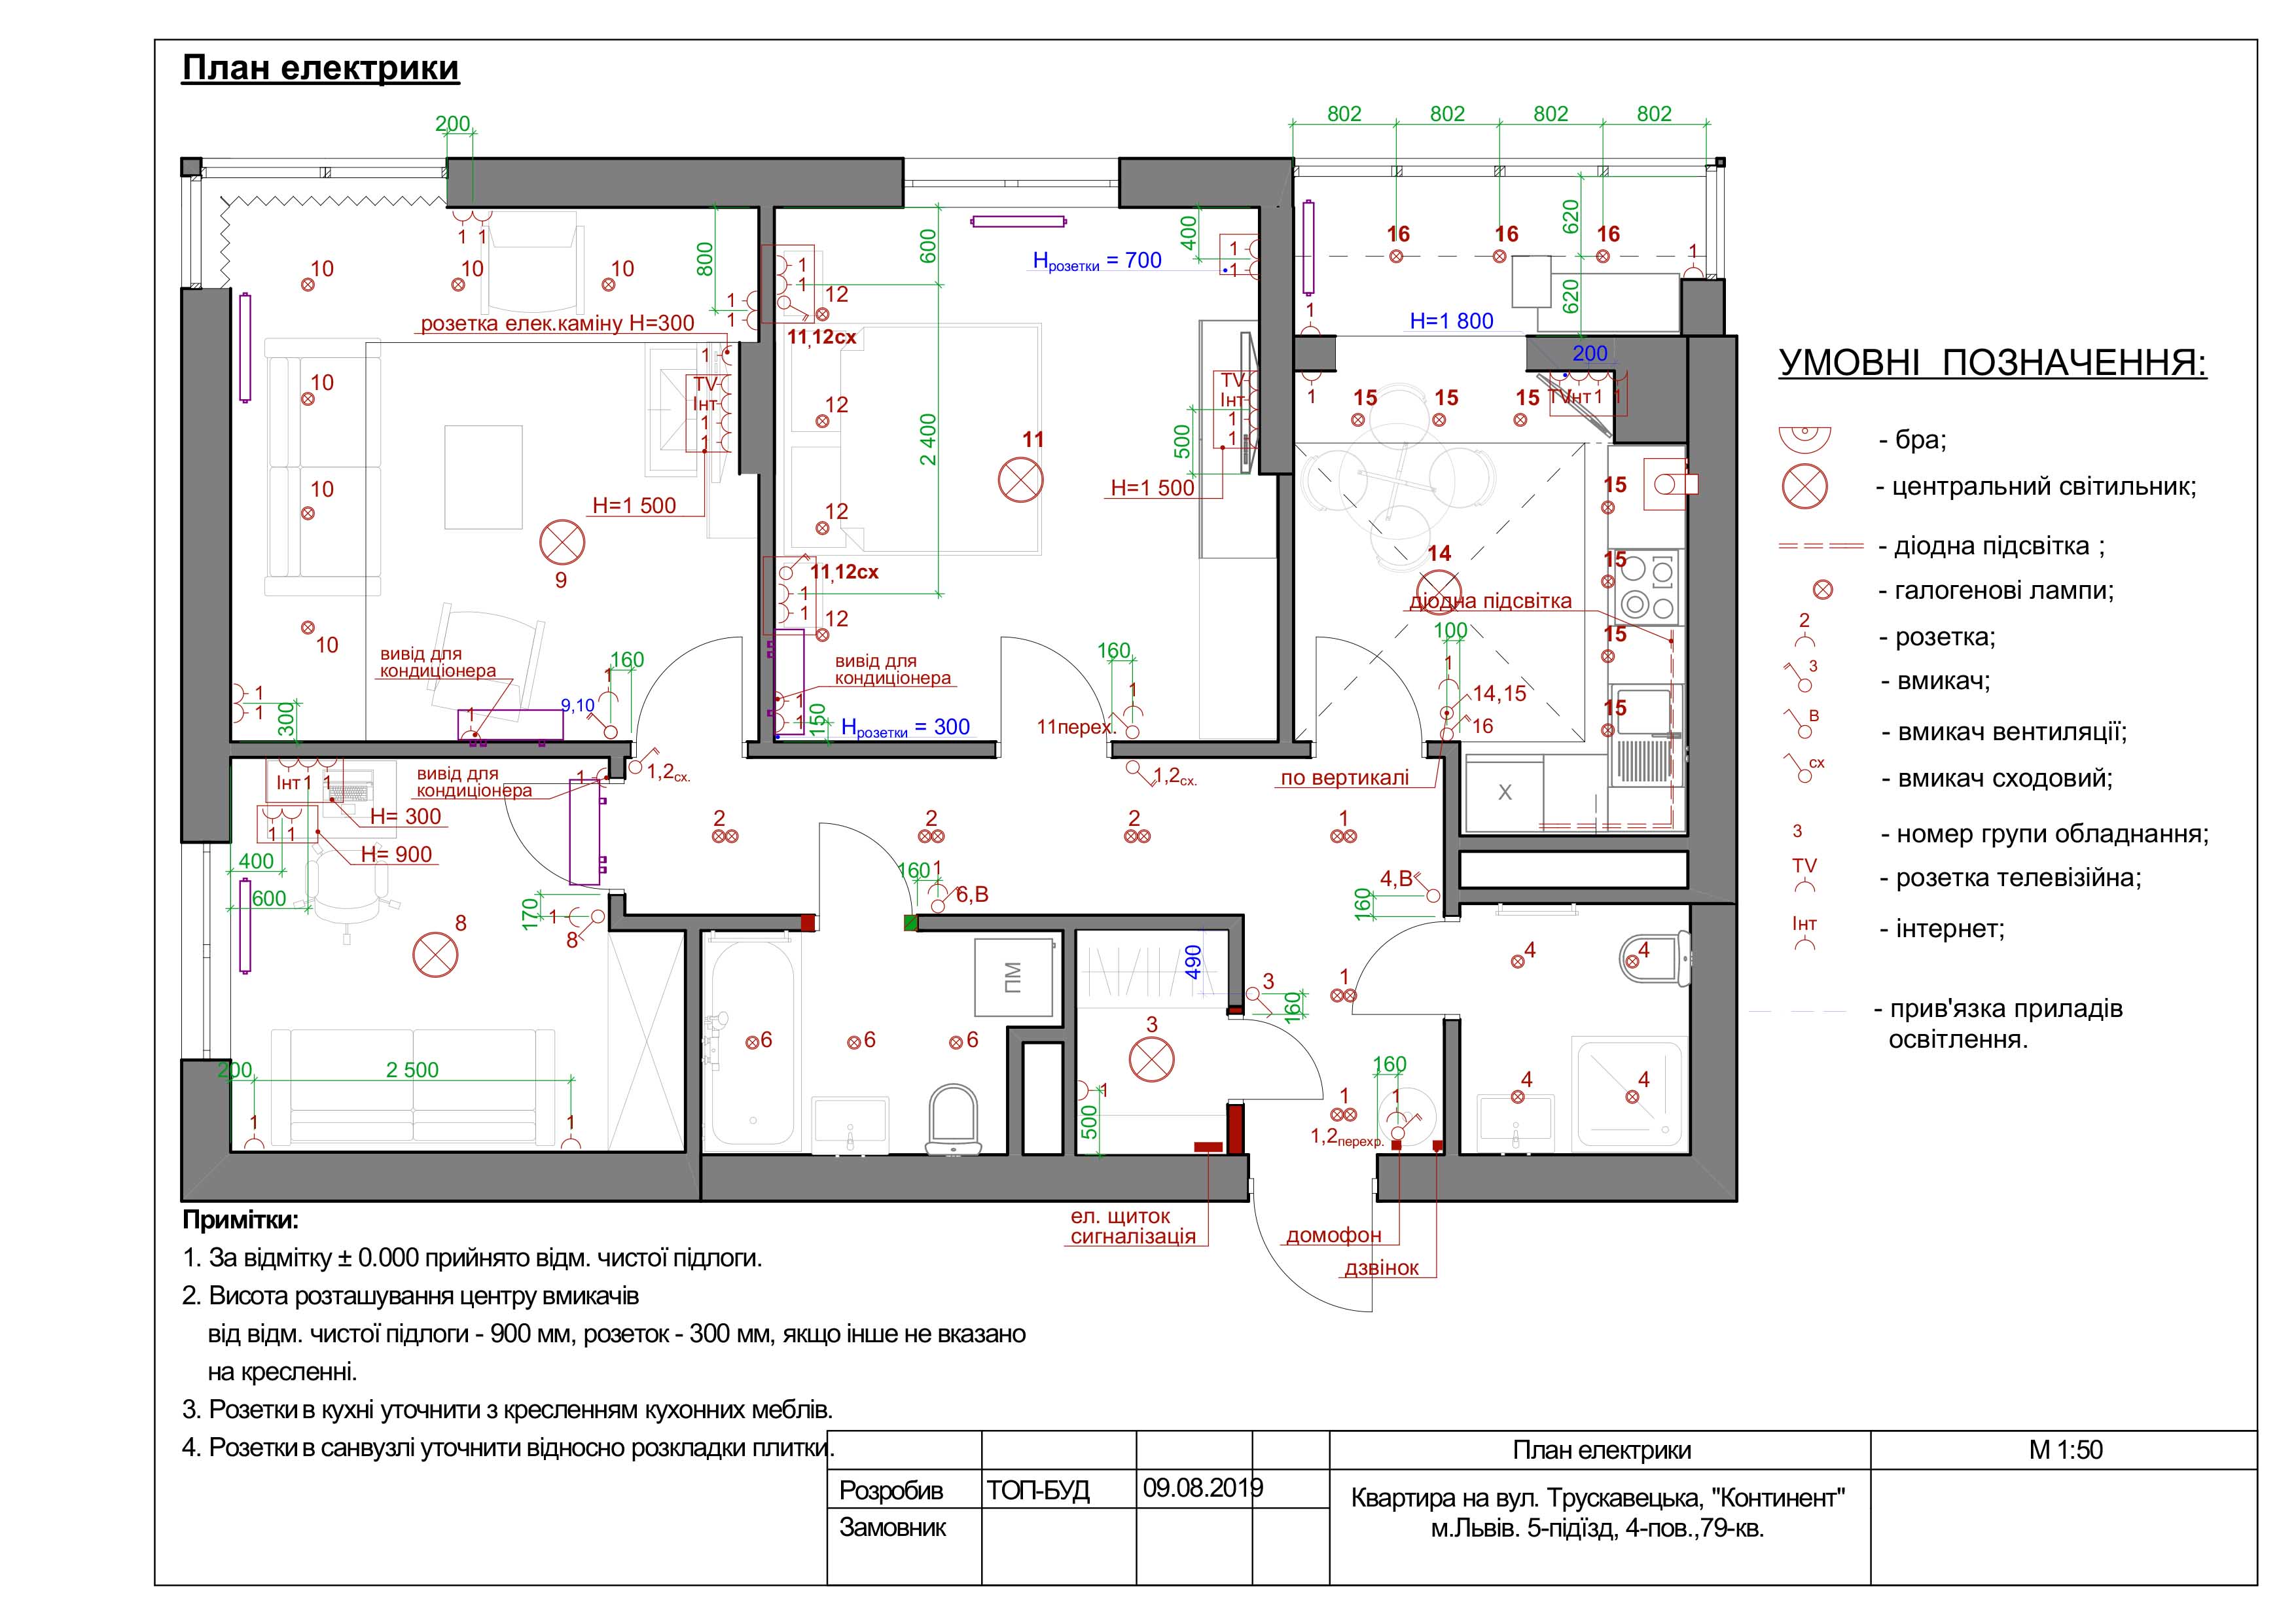 План електрики
200
802 802 802 802
10 10 10
1 1
800
розетка елек.каміну H=300
1
1
1
TV
Інт
1
1
H=1 500
10
10
10
9
вивід для
кондиціонера
1
9,10
160
1
1
1
300
1
1
12
11,12сх
600
2 400
12
11
12
11,12сх
1
1
12
вивід для
кондиціонера
1
1
150
Hрозетки = 300
Hрозетки = 700
400
1
1
TV
Інт
1
1
500
H=1 500
160
1
11перех.
16 16 16
620
620
1
1
H=1 800
200
1
15 15 15
TV Інт 1 1
15
15
15
15
14
діодна підсвітка
100
1
14,15
16
по вертикалі
X
Інт 1 1
вивід для
кондиціонера
1
H= 300
1 1
H= 900
400
600
170
1
8
8
200
2 500
1
1
1,2сх.
1,2сх.
2 2 2 1
160
1
6,В
4,В
160
ПМ
6 6 6
490
3
160
3
1
500
1
1
160
1
1,2перехр.
4 4
4 4
ел. щиток
сигналізація
домофон
дзвінок
УМОВНІ ПОЗНАЧЕННЯ:
- бра;
- центральний світильник;
- діодна підсвітка ;
- галогенові лампи;
2
- розетка;
3
- вмикач;
В
- вмикач вентиляції;
сх
- вмикач сходовий;
3 - номер групи обладнання;
TV
- розетка телевізійна;
Інт
- інтернет;
- прив'язка приладів
освітлення.
Примітки:
1. За відмітку ± 0.000 прийнято відм. чистої підлоги.
2. Висота розташування центру вмикачів
від відм. чистої підлоги - 900 мм, розеток - 300 мм, якщо інше не вказано
на кресленні.
3. Розетки в кухні уточнити з кресленням кухонних меблів.
4. Розетки в санвузлі уточнити відносно розкладки плитки.
План електрики М 1:50
Розробив ТОП-БУД 09.08.2019
Замовник
Квартира на вул. Трускавецька, "Континент"
м.Львів. 5-підїзд, 4-пов.,79-кв.